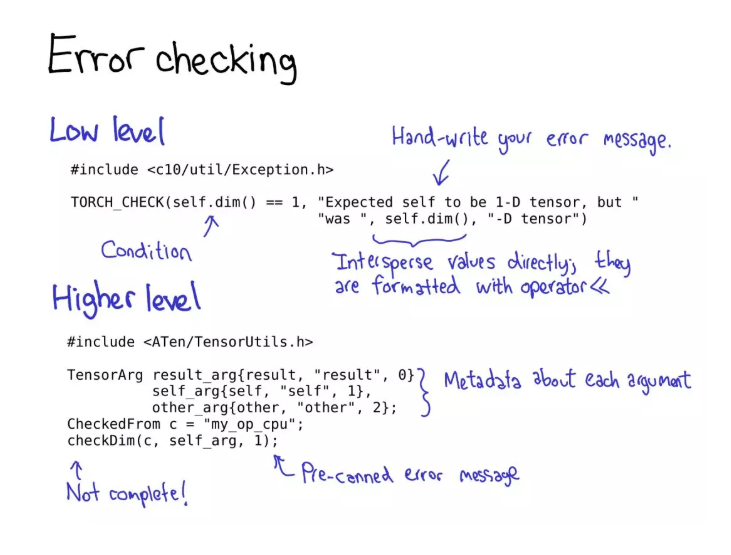 Error checking
Low level
Hand-write your error message.
#include <c10/util/Exception.h>
TORCH_CHECK(self.dim() == 1, "Expected self to be 1-D tensor, but "
"was ", self.dim(), "-D tensor")
Condition
Intersperse values directly; they
are formatted with operator<<
Higher level
#include <ATen/TensorUtils.h>
TensorArg result_arg{result, "result", 0}
self_arg{self, "self", 1},
other_arg{other, "other", 2};
Metadata about each argument
CheckedFrom c = "my_op_cpu";
checkDim(c, self_arg, 1);
Pre-canned error message
Not complete!